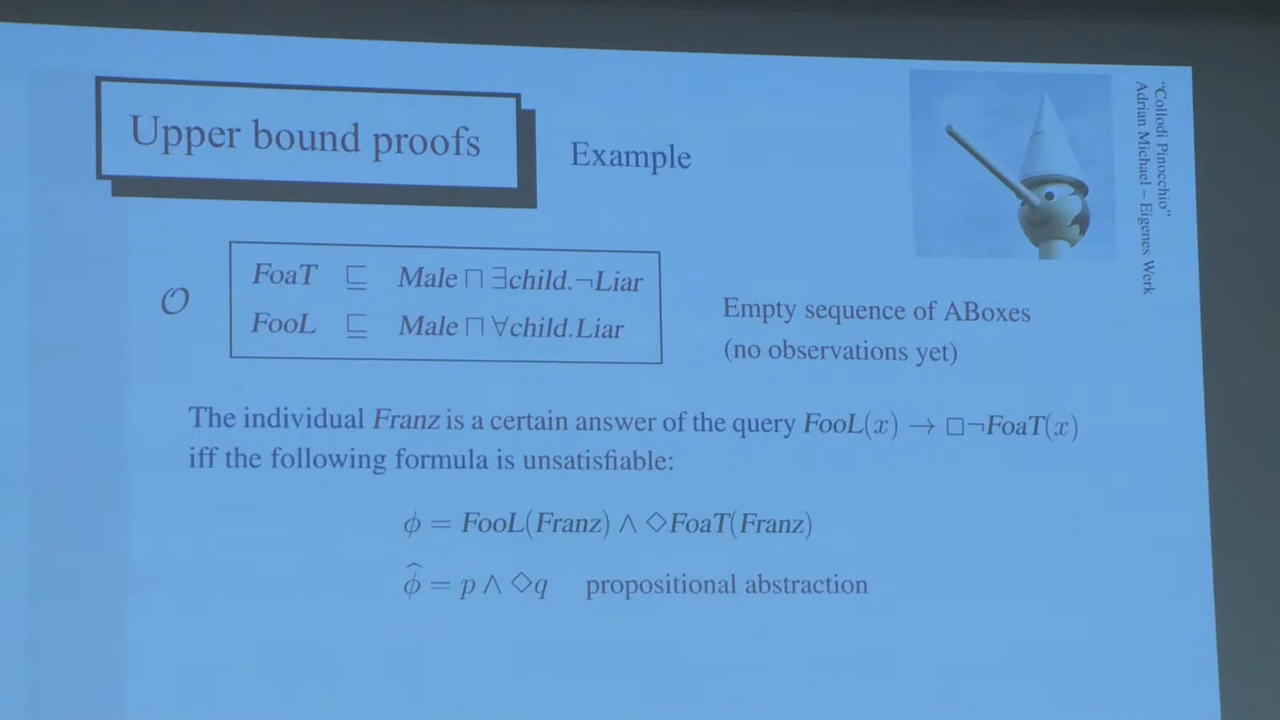 Upper bound proofs
Example
"Collodi Pinocchio"
Adrian Michael – Eigenes Werk
𝒪
FoaT ⊑ Male ⊓ ∃child.¬Liar
FooL ⊑ Male ⊓ ∀child.Liar
Empty sequence of ABoxes
(no observations yet)
The individual Franz is a certain answer of the query FooL(x) → □¬FoaT(x)
iff the following formula is unsatisfiable:
ϕ = FooL(Franz) ∧ ◇FoaT(Franz)
ϕ̂ = p ∧ ◇q propositional abstraction